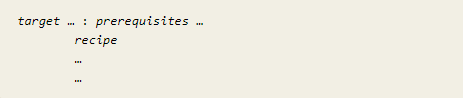 target … : prerequisites …
        recipe
        …
        …